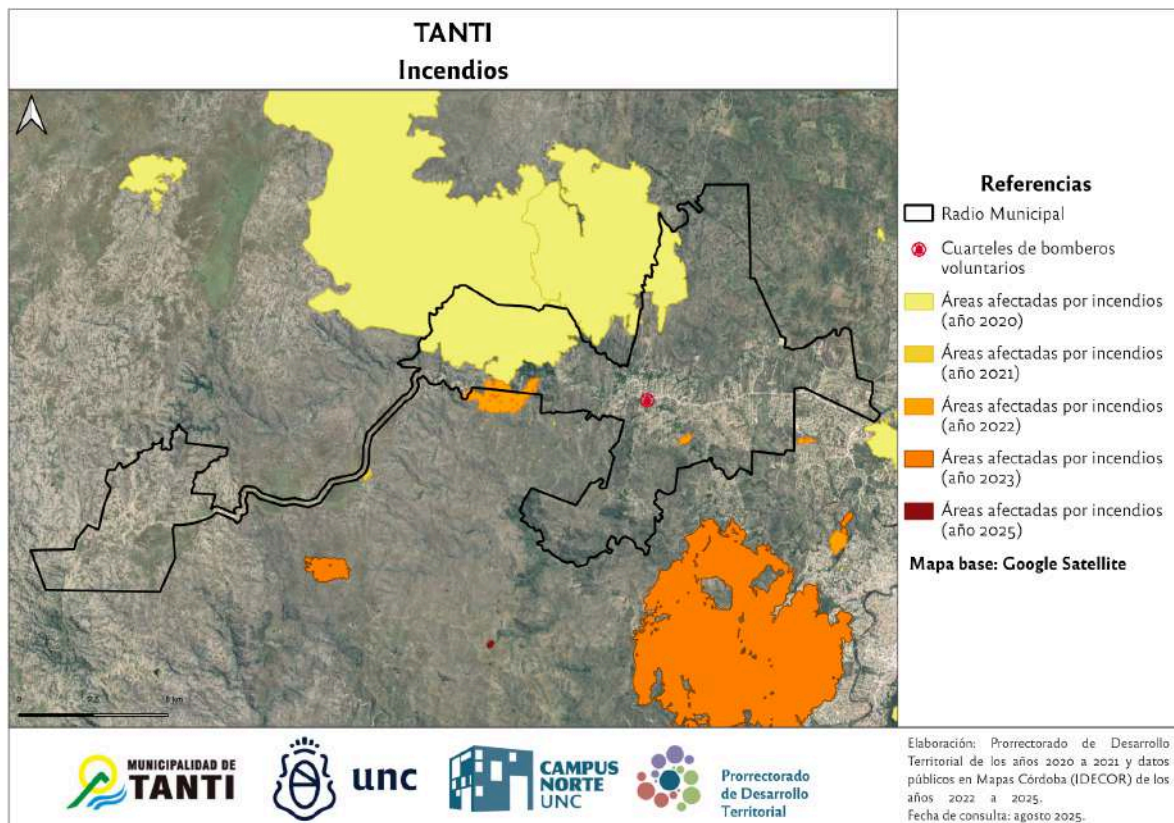 TANTI
Incendios
Referencias
Radio Municipal
Cuarteles de bomberos
voluntarios
Áreas afectadas por incendios
(año 2020)
Áreas afectadas por incendios
(año 2021)
Áreas afectadas por incendios
(año 2022)
Áreas afectadas por incendios
(año 2023)
Áreas afectadas por incendios
(año 2025)
Mapa base: Google Satellite
0
km
MUNICIPALIDAD DE
TANTI
unc
CAMPUS
NORTE
UNC
Prorrectorado
de Desarrollo
Territorial
Elaboración: Prorrectorado de Desarrollo
Territorial de los años 2020 a 2021 y datos
públicos en Mapas Córdoba (IDECOR) de los
años 2022 a 2025.
Fecha de consulta: agosto 2025.